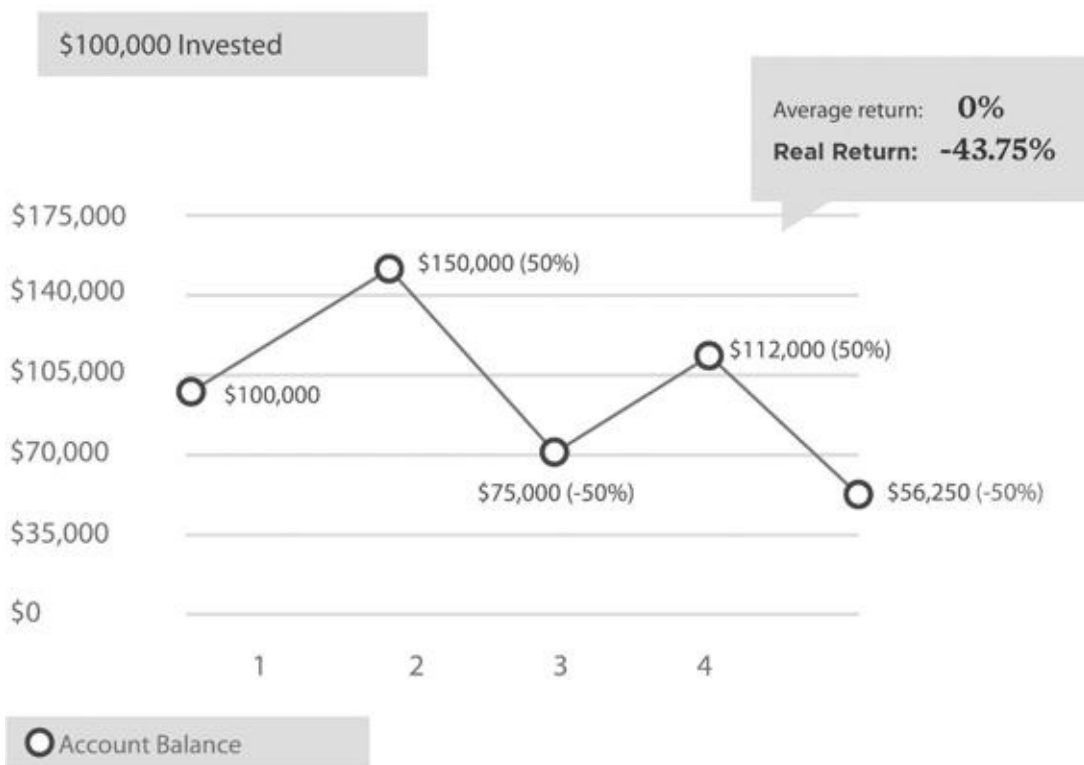 $100,000 Invested
Average return: 0%
Real Return: -43.75%
$175,000
$150,000 (50%)
$140,000
$112,000 (50%)
$105,000
$100,000
$70,000
$75,000 (-50%)
$56,250 (-50%)
$35,000
$0
1 2 3 4
Account Balance